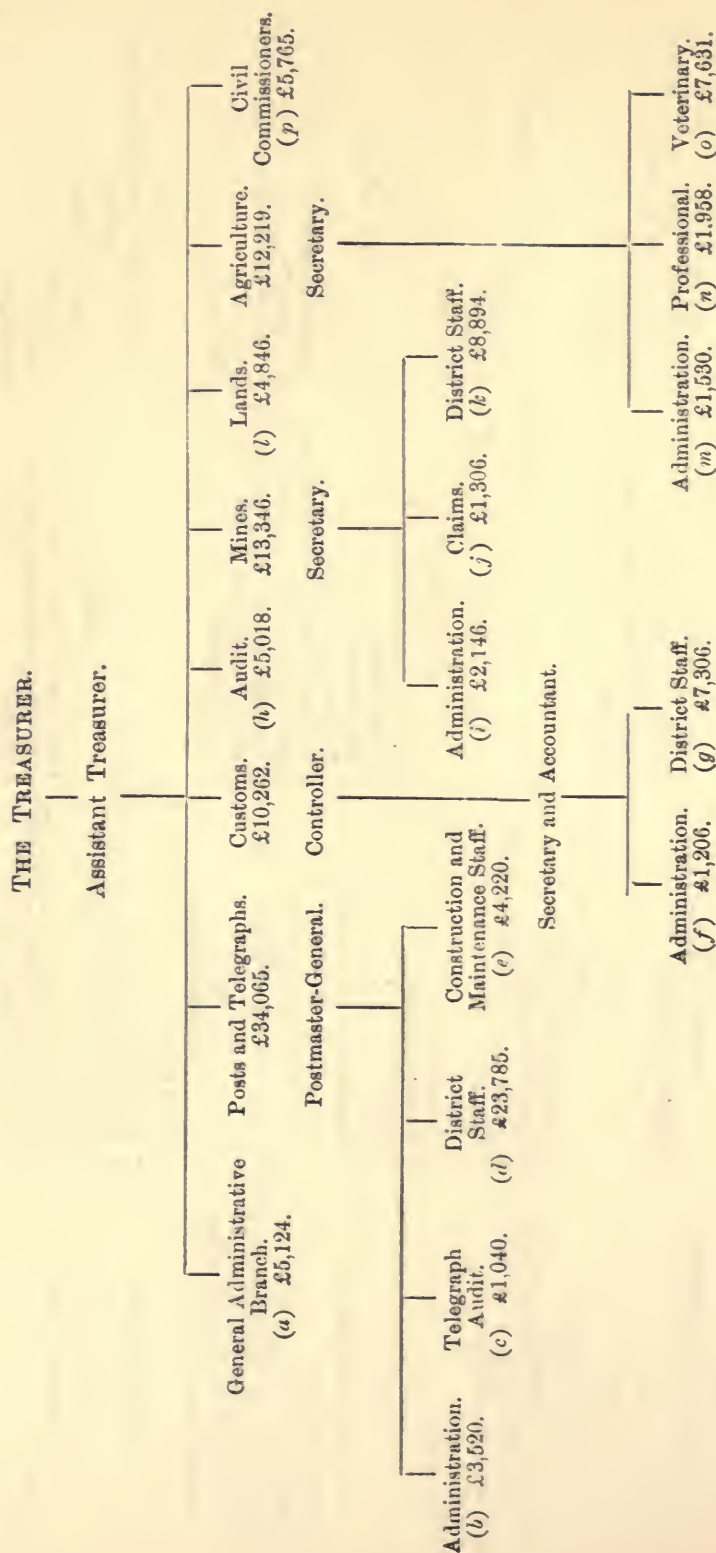 THE TREASURER.
Assistant Treasurer.
General Administrative
Branch.
(a) £5,124.
Posts and Telegraphs.
£34,065.
Customs.
£10,262.
Audit.
(h) £5,018.
Mines.
£13,346.
Lands.
(l) £4,846.
Agriculture.
£12,219.
Civil
Commissioners.
(p) £5,765.
Postmaster-General.
Controller.
Secretary.
Secretary.
Administration.
(b) £3,520.
Telegraph
Audit.
(c) £1,040.
District
Staff.
(d) £23,785.
Construction and
Maintenance Staff.
(e) £4,220.
Administration.
(i) £2,146.
Claims.
(j) £1,306.
District Staff.
(k) £8,894.
Secretary and Accountant.
Administration.
(f) £1,206.
District Staff.
(g) £7,306.
Administration.
(m) £1,530.
Professional.
(n) £1.958.
Veterinary.
(o) £7,631.